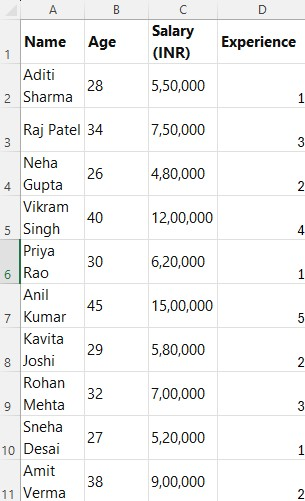 A B C D
1 Name Age Salary (INR) Experience
2 Aditi Sharma 28 5,50,000 1
3 Raj Patel 34 7,50,000 3
4 Neha Gupta 26 4,80,000 2
5 Vikram Singh 40 12,00,000 4
6 Priya Rao 30 6,20,000 1
7 Anil Kumar 45 15,00,000 5
8 Kavita Joshi 29 5,80,000 2
9 Rohan Mehta 32 7,00,000 3
10 Sneha Desai 27 5,20,000 1
11 Amit Verma 38 9,00,000 2